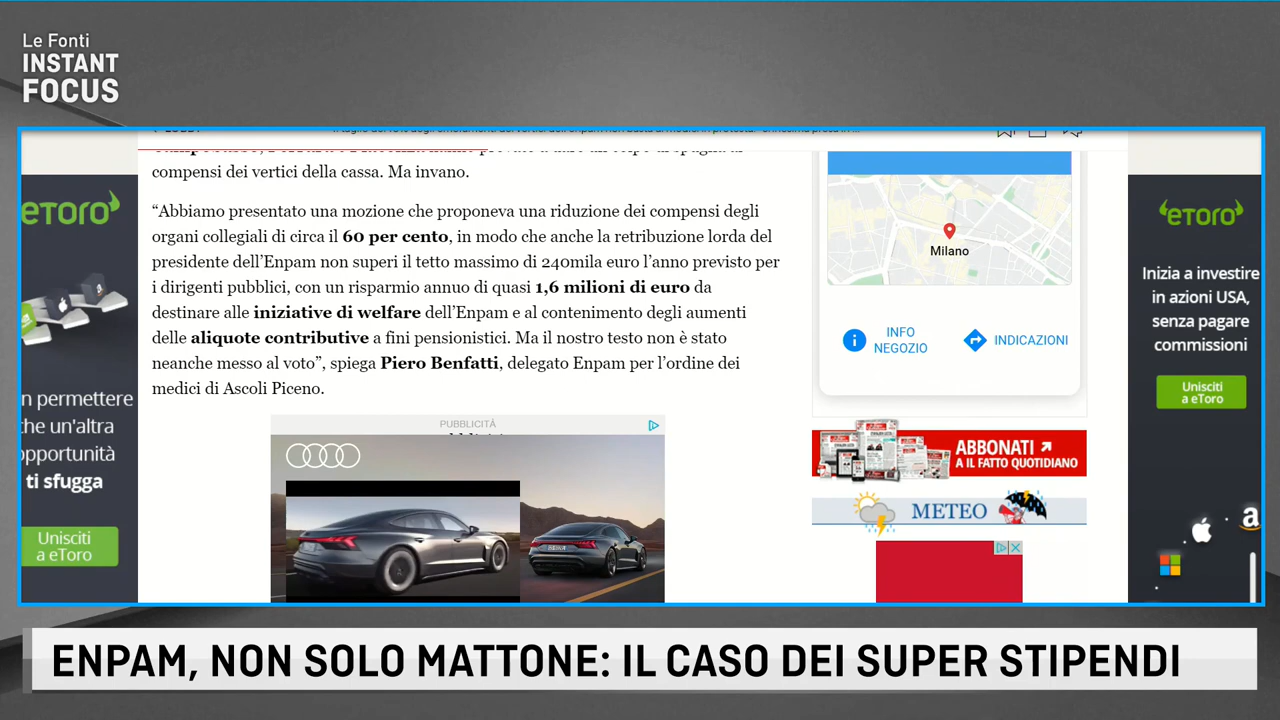 Le Fonti
INSTANT
FOCUS
compensi dei vertici della cassa. Ma invano.
“Abbiamo presentato una mozione che proponeva una riduzione dei compensi degli
organi collegiali di circa il 60 per cento, in modo che anche la retribuzione lorda del
presidente dell’Enpam non superi il tetto massimo di 240mila euro l’anno previsto per
i dirigenti pubblici, con un risparmio annuo di quasi 1,6 milioni di euro da
destinare alle iniziative di welfare dell’Enpam e al contenimento degli aumenti
delle aliquote contributive a fini pensionistici. Ma il nostro testo non è stato
neanche messo al voto”, spiega Piero Benfatti, delegato Enpam per l’ordine dei
medici di Ascoli Piceno.
PUBBLICITÀ
eTORO
n permettere
che un'altra
opportunità
ti sfugga
Unisciti
a eToro
Milano
INFO
NEGOZIO
INDICAZIONI
ABBONATI
A IL FATTO QUOTIDIANO
METEO
eTORO
Inizia a investire
in azioni USA,
senza pagare
commissioni
Unisciti
a eToro
a
ENPAM, NON SOLO MATTONE: IL CASO DEI SUPER STIPENDI